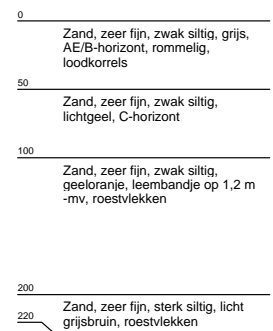 0
Zand, zeer fijn, zwak siltig, grijs,
AE/B-horizont, rommelig,
loodkorrels
50
Zand, zeer fijn, zwak siltig,
lichtgeel, C-horizont
100
Zand, zeer fijn, zwak siltig,
geeloranje, leembandje op 1,2 m
-mv, roestvlekken
200
Zand, zeer fijn, sterk siltig, licht
grijsbruin, roestvlekken
220